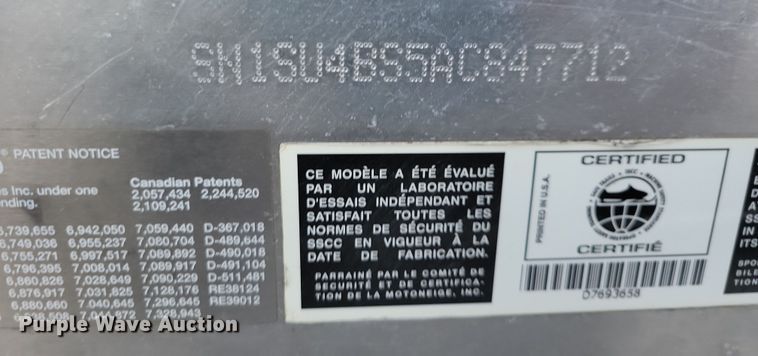 SN1SU4BS5AC847712
PATENT NOTICE
es Inc. under one
ending.
Canadian Patents
2,057,434 2,244,520
2,109,241
6,739,655 6,942,050 7,059,440 D-367,018
6,749,036 6,955,237 7,080,704 D-489,644
6,755,271 6,997,517 7,089,892 D-490,018
6,796,395 7,008,014 7,089,917 D-491,104
6,860,826 7,028,649 7,090,229 D-511,481
6,876,917 7,031,825 7,128,176 RE38124
6,880,660 7,040,645 7,296,645 RE39012
7,328,943
CE MODÈLE A ÉTÉ ÉVALUÉ
PAR UN LABORATOIRE
D'ESSAIS INDÉPENDANT ET
SATISFAIT TOUTES LES
NORMES DE SÉCURITÉ DU
SSCC EN VIGUEUR À LA
DATE DE FABRICATION.
PARRAINÉ PAR LE COMITÉ DE
SECURITÉ ET DE CERTIFICA-
TION DE LA MOTONEIGE, INC.
PRINTED IN U.S.A.
CERTIFIED
CERTIFIÉ
D7693658
Purple Wave Auction